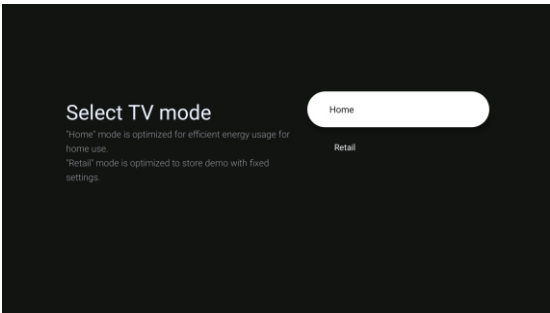 Select TV mode
"Home" mode is optimized for efficient energy usage for
home use.
"Retail" mode is optimized to store demo with fixed
settings.
Home
Retail